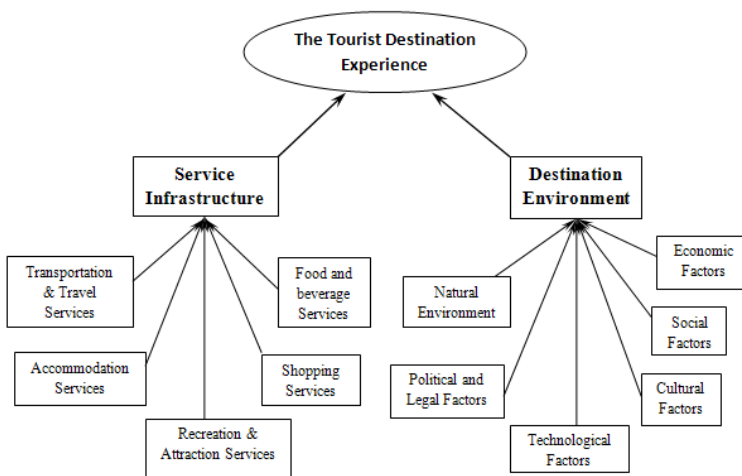 The Tourist Destination
Experience
Service
Infrastructure
Destination
Environment
Transportation
& Travel
Services
Food and
beverage
Services
Accommodation
Services
Shopping
Services
Recreation &
Attraction Services
Economic
Factors
Natural
Environment
Social
Factors
Political and
Legal Factors
Cultural
Factors
Technological
Factors